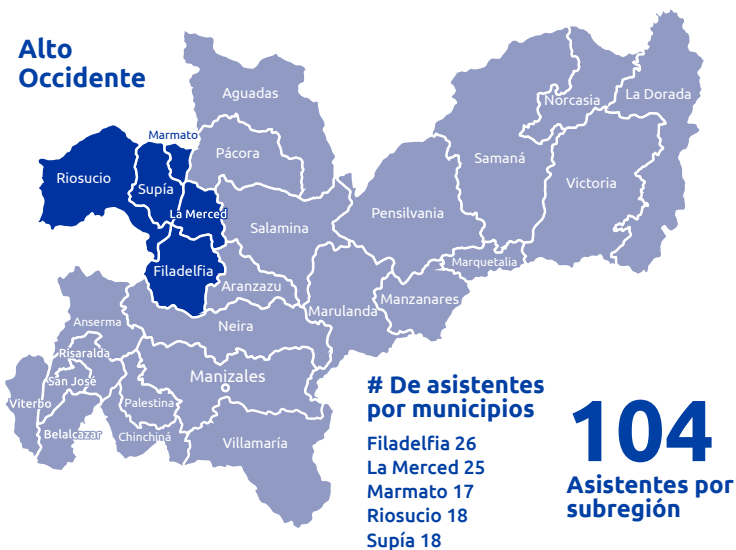 Alto
Occidente
Aguadas
Marmato
Pácora
Norcasia
La Dorada
Samaná
Riosucio
Supía
Victoria
La Merced
Salamina
Pensilvania
Filadelfia
Marquetalia
Aranzazu
Manzanares
Marulanda
Anserma
Neira
Risaralda
San José
Manizales
Viterbo
Palestina
Belalcazar
Chinchiná
Villamaría
# De asistentes
por municipios
Filadelfia 26
La Merced 25
Marmato 17
Riosucio 18
Supía 18
104
Asistentes por
subregión